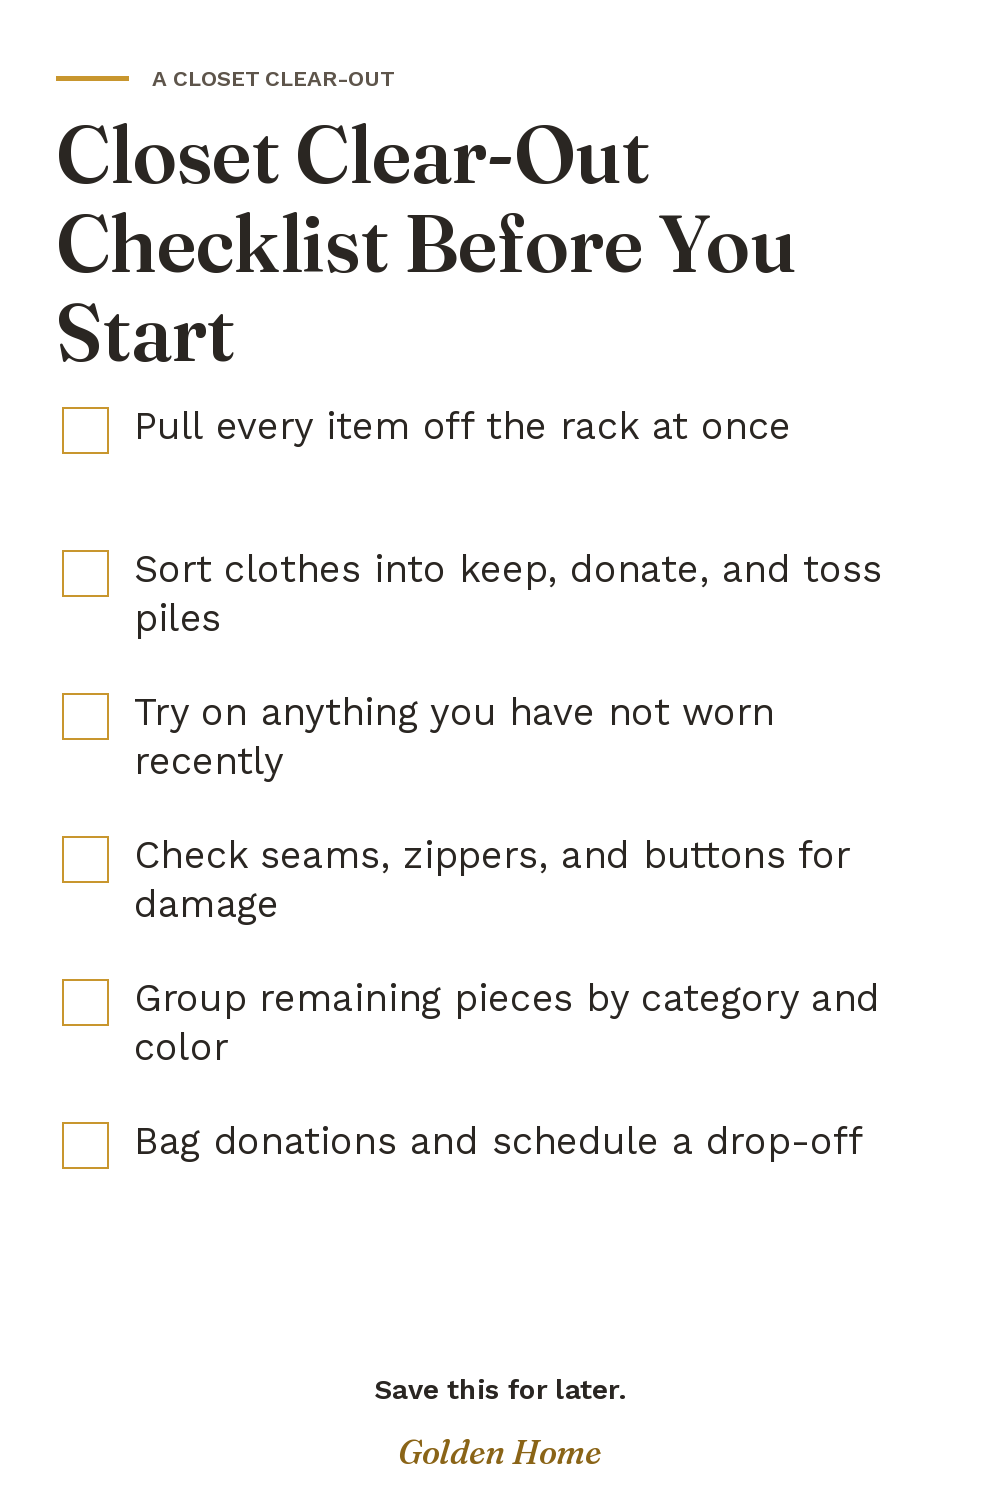 A CLOSET CLEAR-OUT
Closet Clear-Out
Checklist Before You
Start
Pull every item off the rack at once
Sort clothes into keep, donate, and toss
piles
Try on anything you have not worn
recently
Check seams, zippers, and buttons for
damage
Group remaining pieces by category and
color
Bag donations and schedule a drop-off
Save this for later.
Golden Home